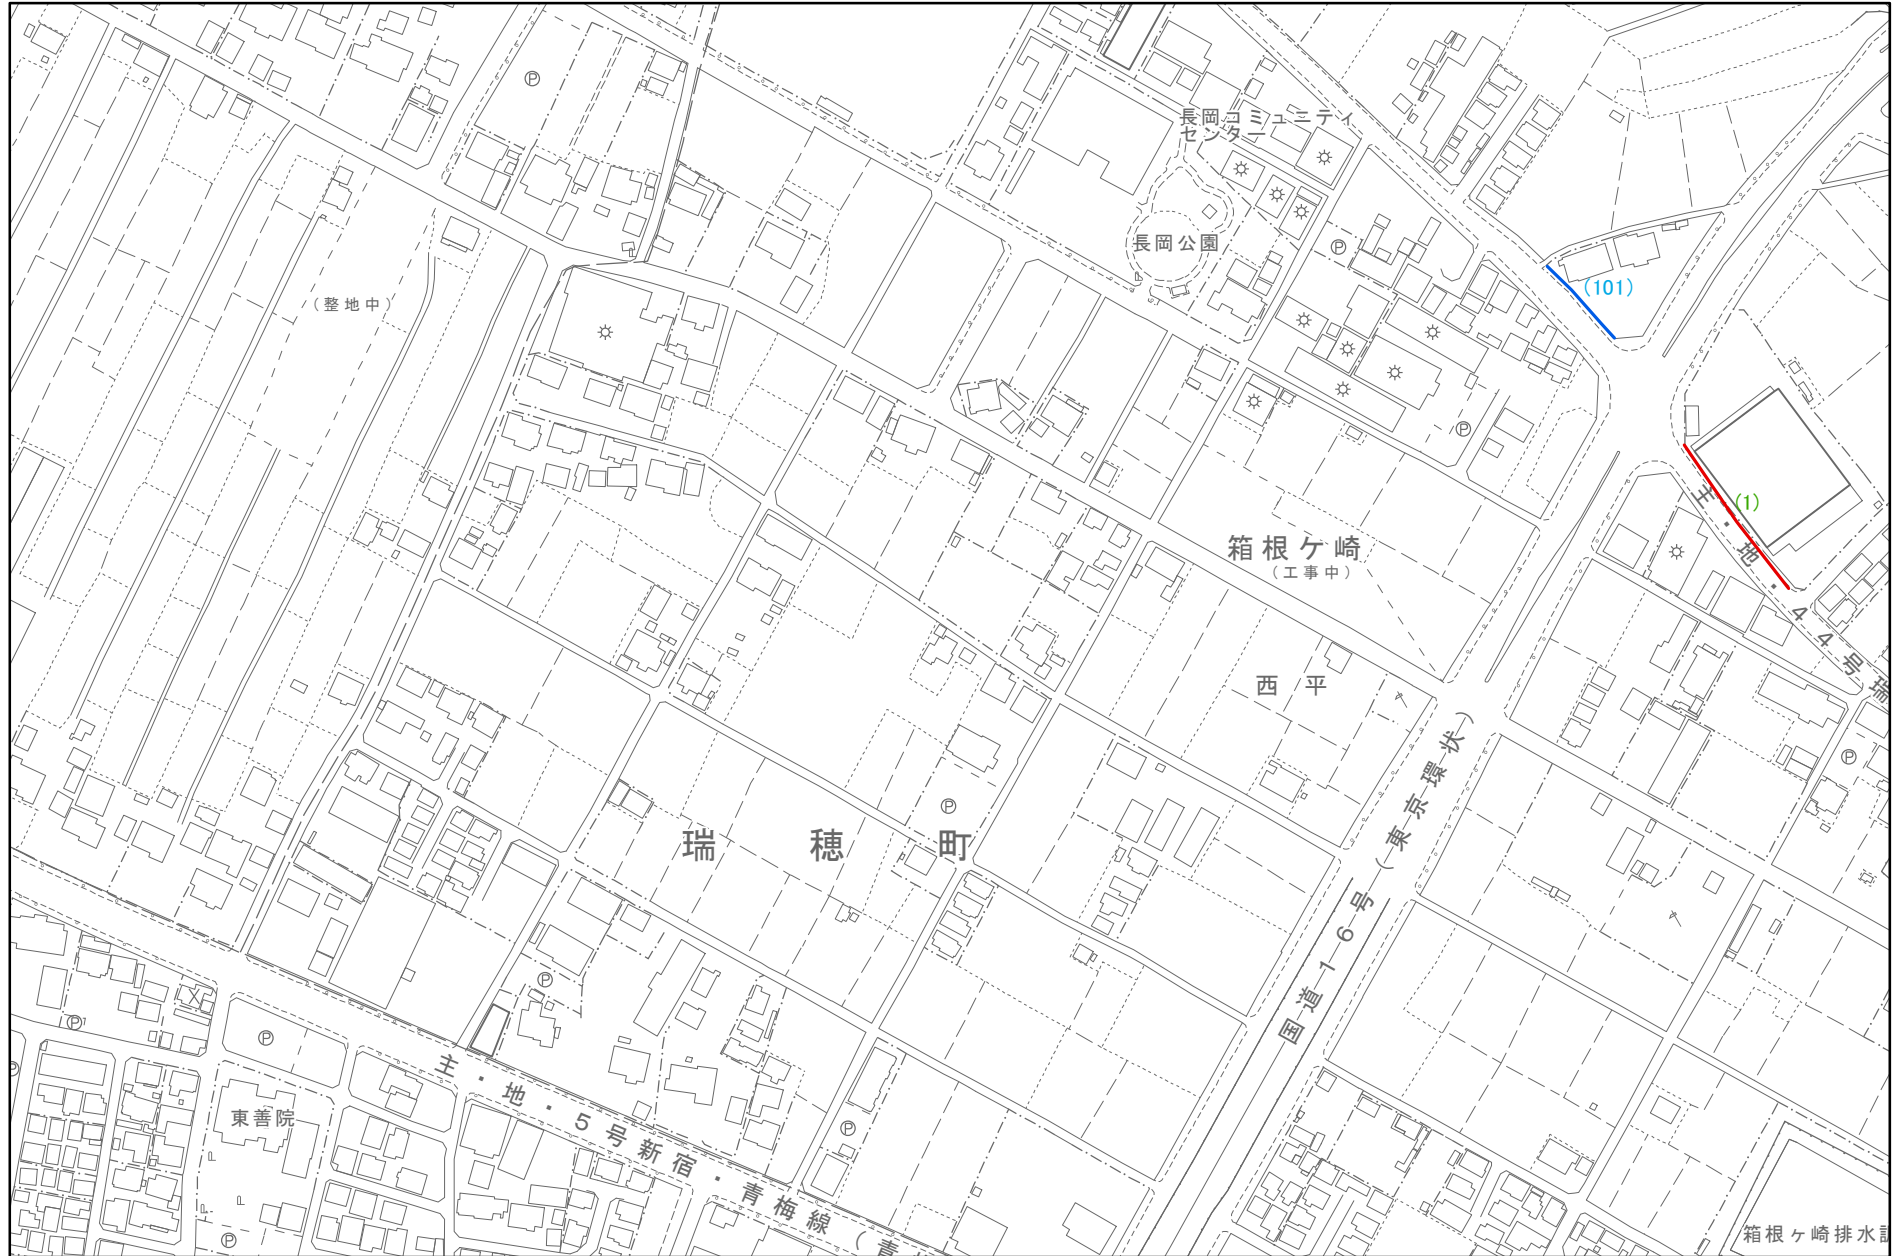 長岡コミュニティ
センター
長岡公園
(101)
(整地中)
(1)
主・地・44号瑞
箱根ケ崎
(工事中)
西平
国道16号(東京環状)
瑞穂町
主・地・5号新宿・青梅線(青
東善院
箱根ヶ崎排水
Ⓟ
Ⓟ
Ⓟ
Ⓟ
Ⓟ
Ⓟ
Ⓟ
Ⓟ
Ⓟ
Ⓟ